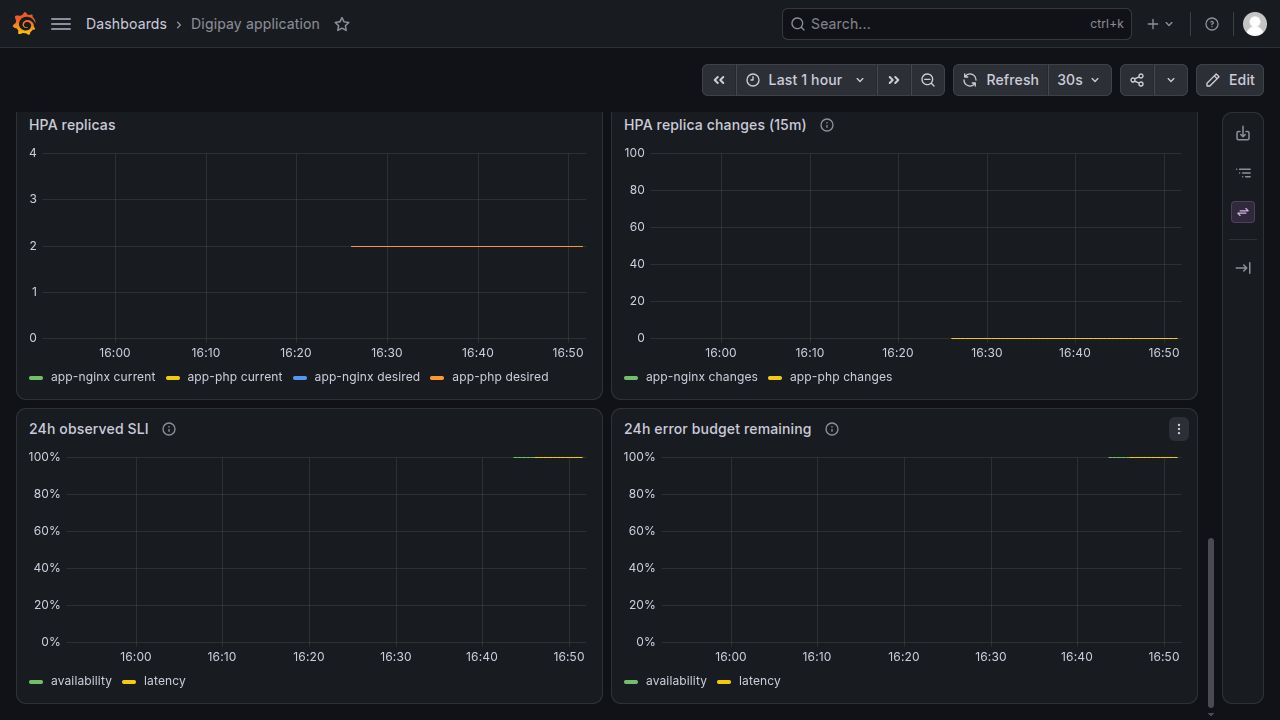 Dashboards › Digipay application
Search... ctrl+k
Last 1 hour Refresh 30s Edit
HPA replicas
4
3
2
1
0
16:00 16:10 16:20 16:30 16:40 16:50
app-nginx current app-php current app-nginx desired app-php desired
HPA replica changes (15m)
100
80
60
40
20
0
16:00 16:10 16:20 16:30 16:40 16:50
app-nginx changes app-php changes
24h observed SLI
100%
80%
60%
40%
20%
0%
16:00 16:10 16:20 16:30 16:40 16:50
availability latency
24h error budget remaining
100%
80%
60%
40%
20%
0%
16:00 16:10 16:20 16:30 16:40 16:50
availability latency